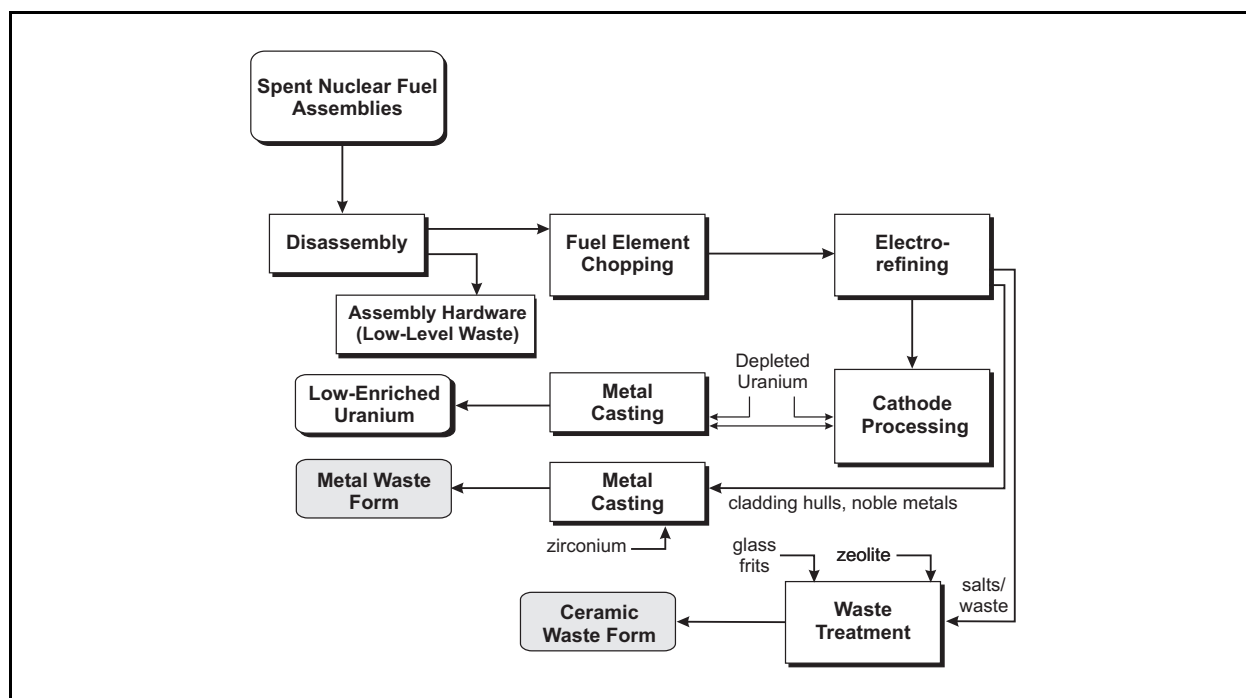 Spent Nuclear Fuel
Assemblies
Disassembly
Fuel Element
Chopping
Electro-
refining
Assembly Hardware
(Low-Level Waste)
Depleted
Uranium
Low-Enriched
Uranium
Metal
Casting
Cathode
Processing
Metal Waste
Form
Metal
Casting
cladding hulls, noble metals
zirconium
glass
frits
zeolite
salts/
waste
Ceramic
Waste Form
Waste
Treatment